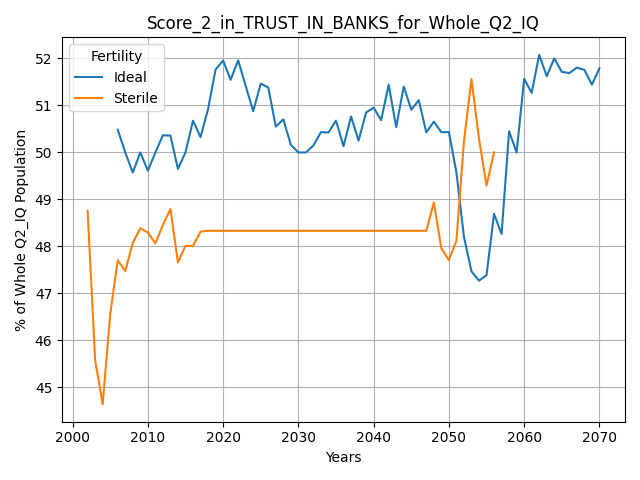 Score_2_in_TRUST_IN_BANKS_for_Whole_Q2_IQ
Fertility
Ideal
Sterile
% of Whole Q2_IQ Population
52
51
50
49
48
47
46
45
2000 2010 2020 2030 2040 2050 2060 2070
Years